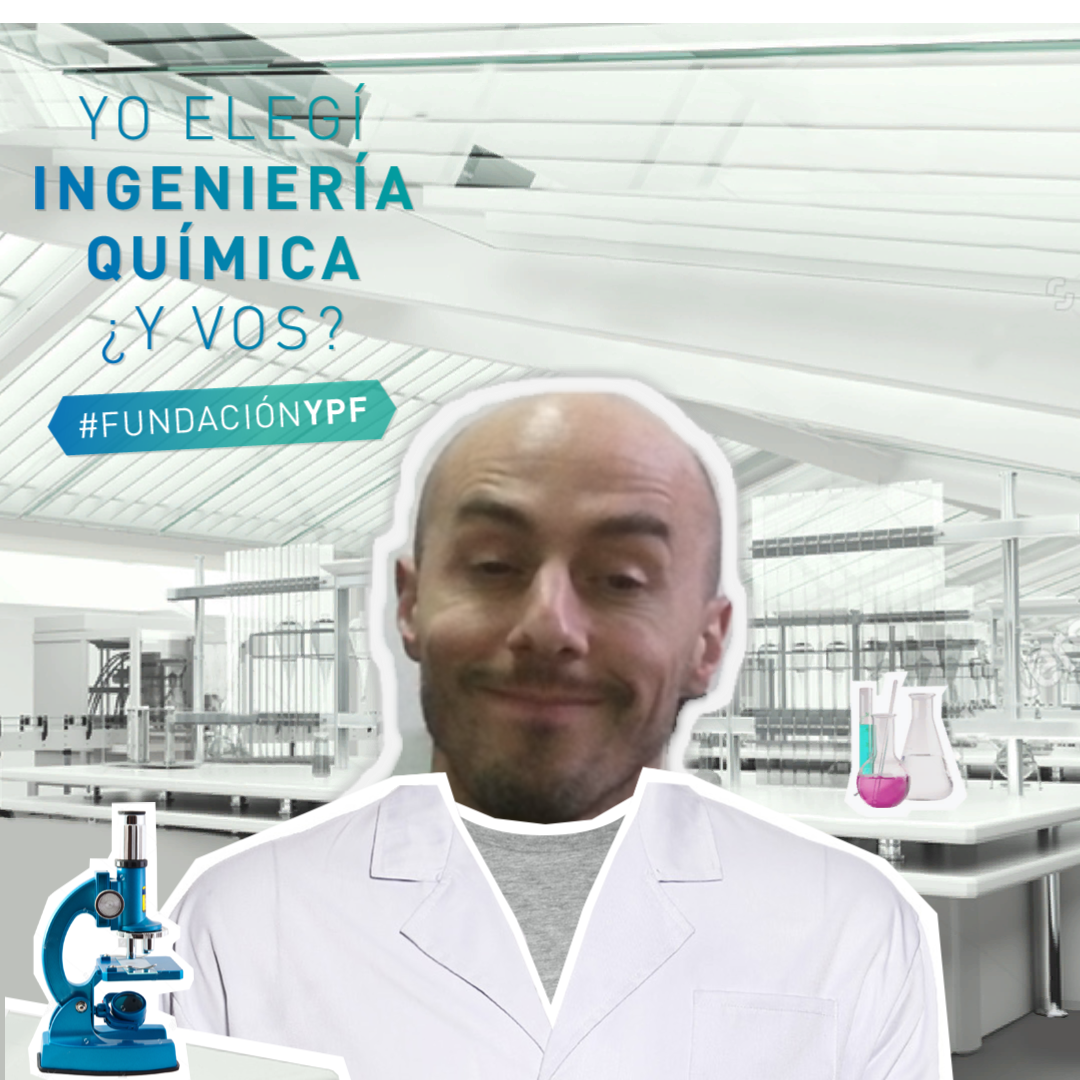 YO ELEGÍ
INGENIERÍA
QUÍMICA
¿Y VOS?
#FUNDACIÓNYPF